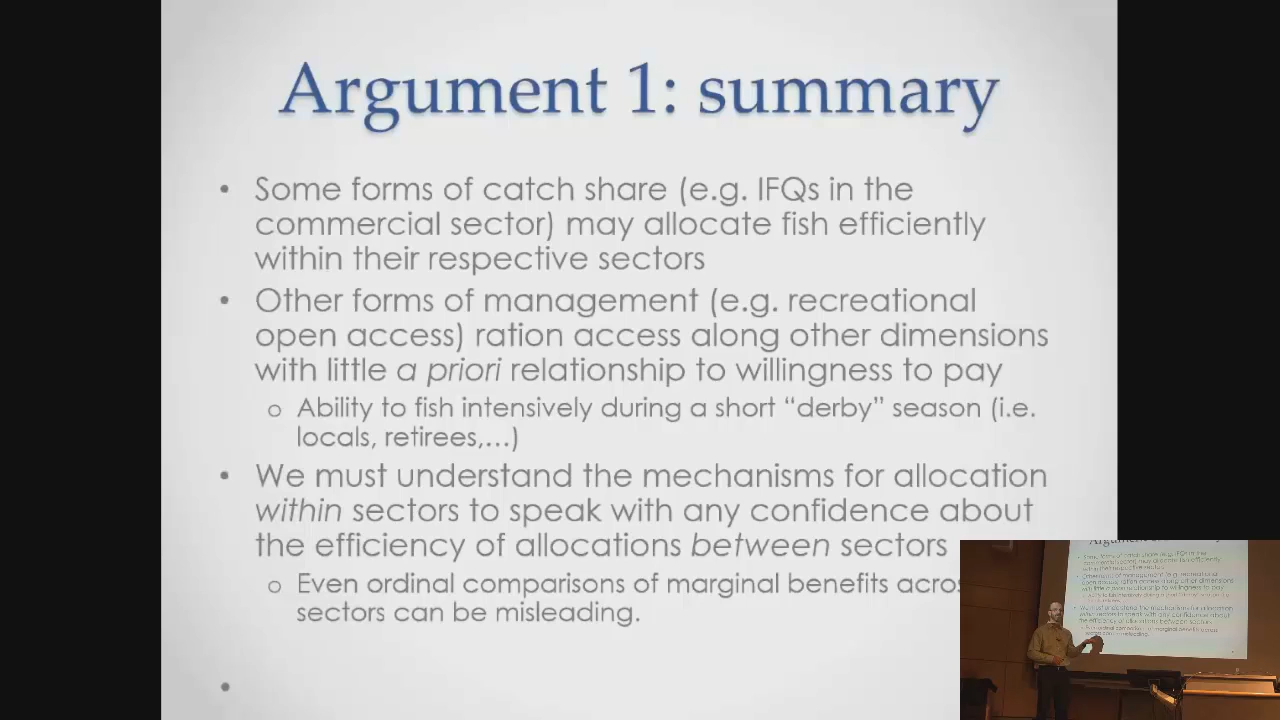 Argument 1: summary
• Some forms of catch share (e.g. IFQs in the
commercial sector) may allocate fish efficiently
within their respective sectors
• Other forms of management (e.g. recreational
open access) ration access along other dimensions
with little a priori relationship to willingness to pay
o Ability to fish intensively during a short “derby” season (i.e.
locals, retirees,…)
• We must understand the mechanisms for allocation
within sectors to speak with any confidence about
the efficiency of allocations between sectors
o Even ordinal comparisons of marginal benefits acros
sectors can be misleading.
•